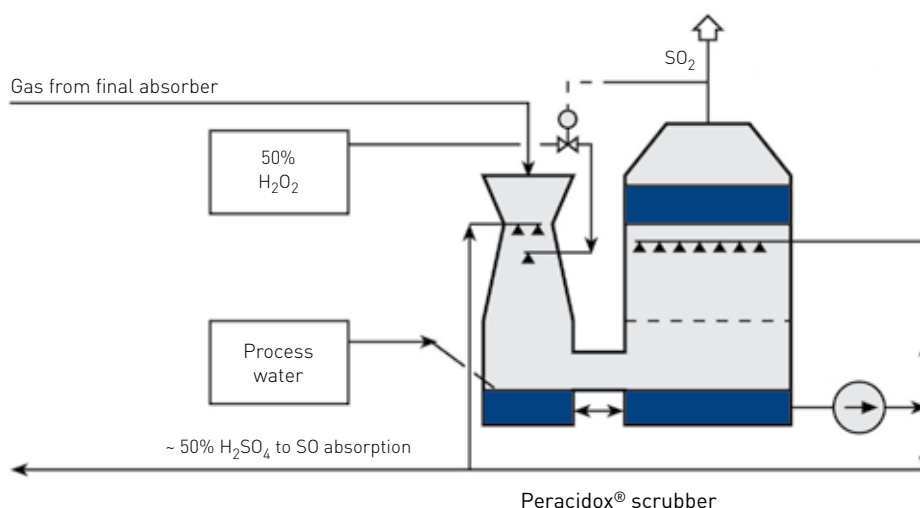 SO₂
Gas from final absorber
50%
H₂O₂
Process
water
~ 50% H₂SO₄ to SO absorption
Peracidox® scrubber